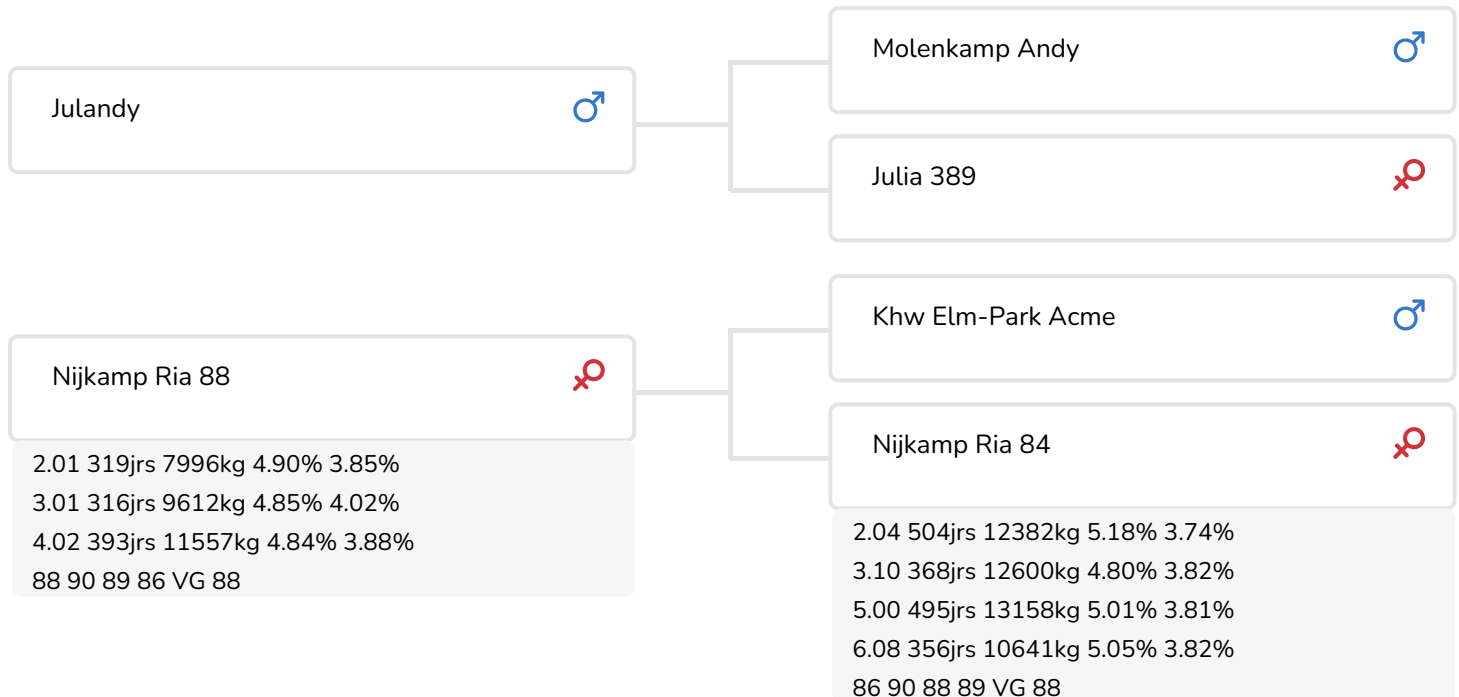 Julandy
Molenkamp Andy
Julia 389
Nijkamp Ria 88
2.01 319jrs 7996kg 4.90% 3.85%
3.01 316jrs 9612kg 4.85% 4.02%
4.02 393jrs 11557kg 4.84% 3.88%
88 90 89 86 VG 88
Khw Elm-Park Acme
Nijkamp Ria 84
2.04 504jrs 12382kg 5.18% 3.74%
3.10 368jrs 12600kg 4.80% 3.82%
5.00 495jrs 13158kg 5.01% 3.81%
6.08 356jrs 10641kg 5.05% 3.82%
86 90 88 89 VG 88